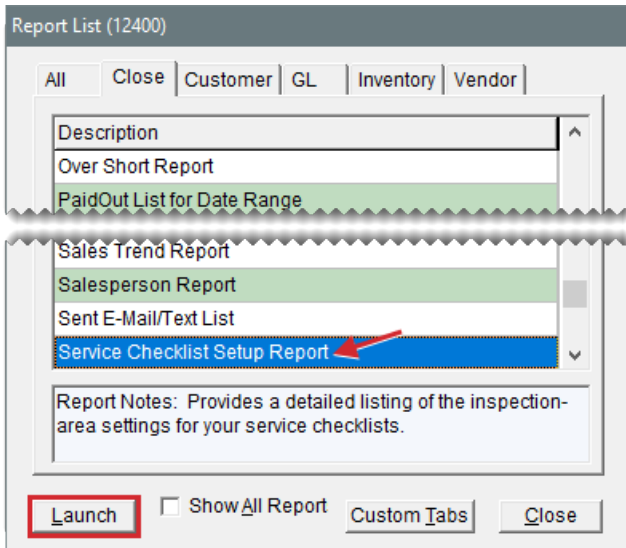 Report List (12400)
All Close Customer GL Inventory Vendor
Description
Over Short Report
PaidOut List for Date Range
Sales Trend Report
Salesperson Report
Sent E-Mail/Text List
Service Checklist Setup Report
Report Notes: Provides a detailed listing of the inspection-
area settings for your service checklists.
Launch Show All Report Custom Tabs Close